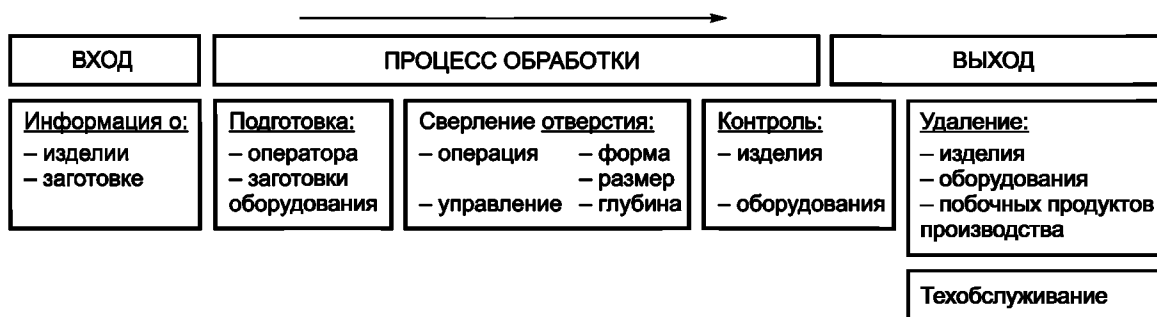 ВХОД
ПРОЦЕСС ОБРАБОТКИ
ВЫХОД
Информация о:
– изделии
– заготовке
Подготовка:
– оператора
– заготовки
оборудования
Сверление отверстия:
– операция – форма
– размер
– управление – глубина
Контроль:
– изделия
– оборудования
Удаление:
– изделия
– оборудования
– побочных продуктов
производства
Техобслуживание